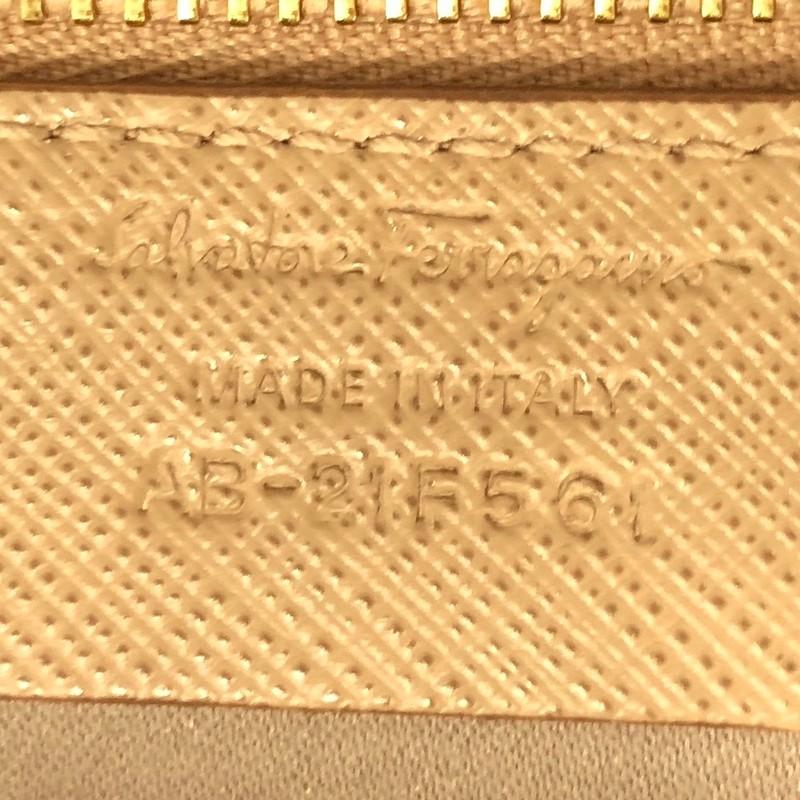 Salvatore Ferragamo
MADE IN ITALY
AB-21F561